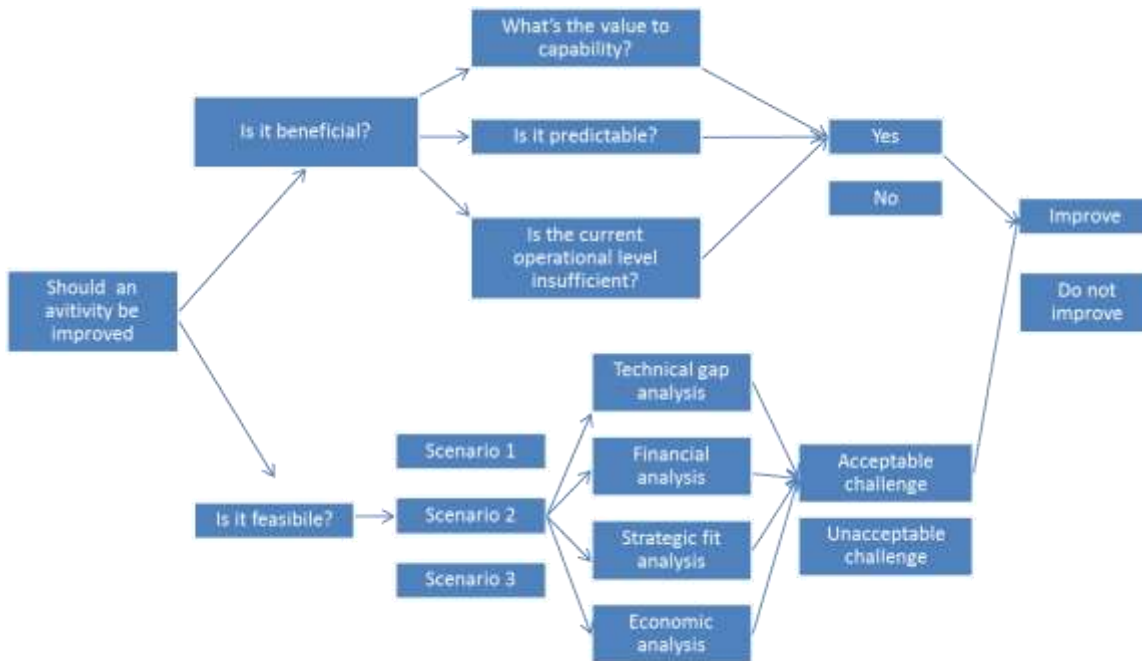 What's the value to
capability?
Is it beneficial?
Is it predictable?
Yes
No
Is the current
operational level
insufficient?
Improve
Should an
avitivity be
improved
Do not
improve
Technical gap
analysis
Scenario 1
Financial
analysis
Acceptable
challenge
Is it feasibile?
Scenario 2
Strategic fit
analysis
Unacceptable
challenge
Scenario 3
Economic
analysis